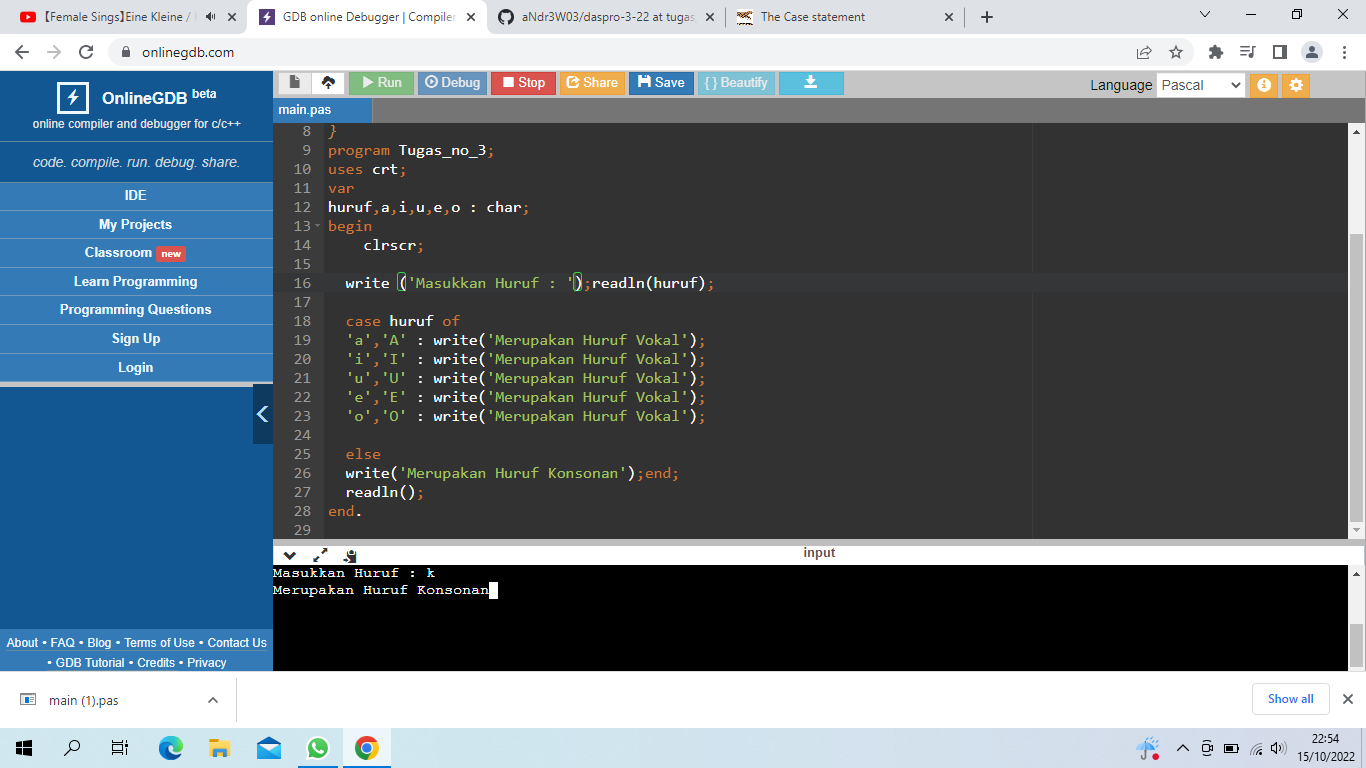 【Female Sings】Eine Kleine /
GDB online Debugger | Compiler
aNdr3W03/daspro-3-22 at tugas
The Case statement
onlinegdb.com
OnlineGDB beta
online compiler and debugger for c/c++
code. compile. run. debug. share.
IDE
My Projects
Classroom new
Learn Programming
Programming Questions
Sign Up
Login
About • FAQ • Blog • Terms of Use • Contact Us
• GDB Tutorial • Credits • Privacy
Run Debug Stop Share Save { } Beautify
Language Pascal
main.pas
8 }
9 program Tugas_no_3;
10 uses crt;
11 var
12 huruf,a,i,u,e,o : char;
13 begin
14 clrscr;
15
16 write ('Masukkan Huruf : ');readln(huruf);
17
18 case huruf of
19 'a','A' : write('Merupakan Huruf Vokal');
20 'i','I' : write('Merupakan Huruf Vokal');
21 'u','U' : write('Merupakan Huruf Vokal');
22 'e','E' : write('Merupakan Huruf Vokal');
23 'o','O' : write('Merupakan Huruf Vokal');
24
25 else
26 write('Merupakan Huruf Konsonan');end;
27 readln();
28 end.
29
input
Masukkan Huruf : k
Merupakan Huruf Konsonan
main (1).pas
Show all
22:54
15/10/2022